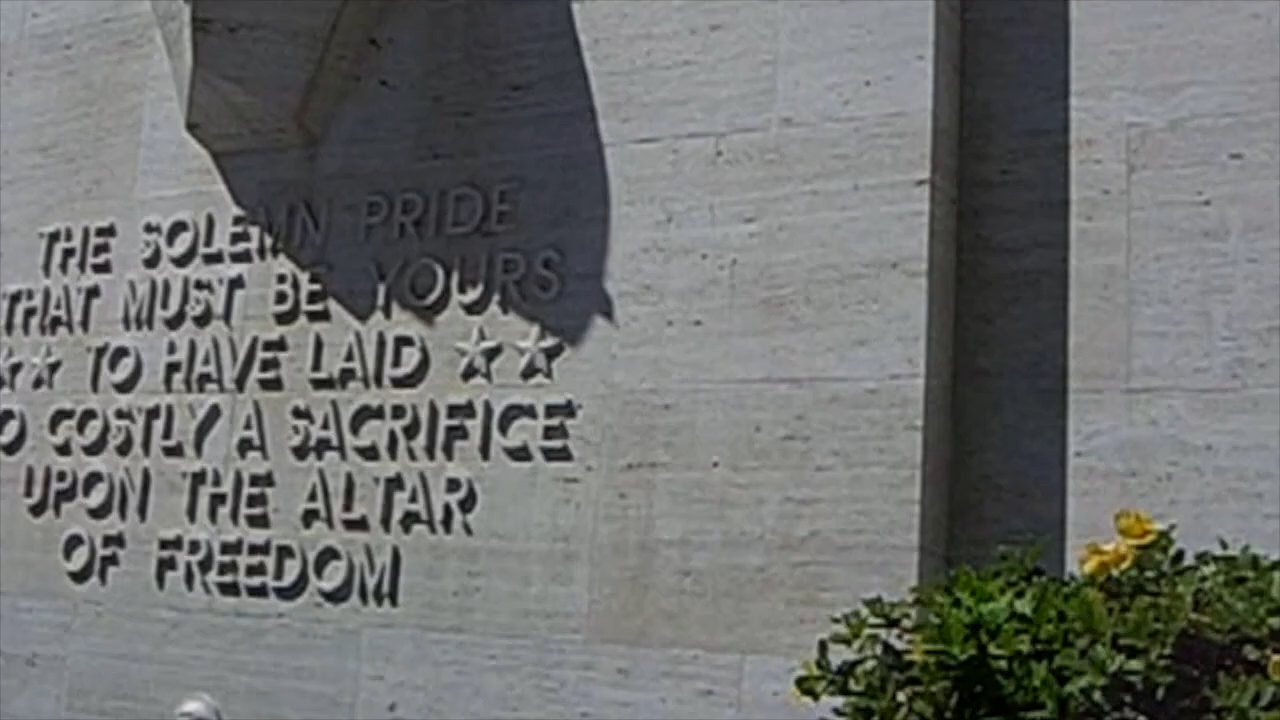 THE SOLEMN PRIDE
THAT MUST BE YOURS
★★ TO HAVE LAID ★★
O COSTLY A SACRIFICE
UPON THE ALTAR
OF FREEDOM